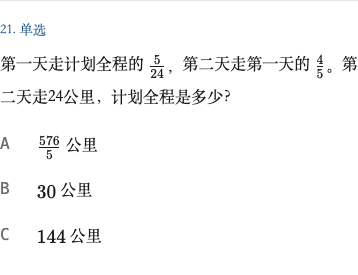 21. 单选
第一天走计划全程的 5/24，第二天走第一天的 4/5。第
二天走24公里，计划全程是多少?
A 576/5 公里
B 30 公里
C 144 公里